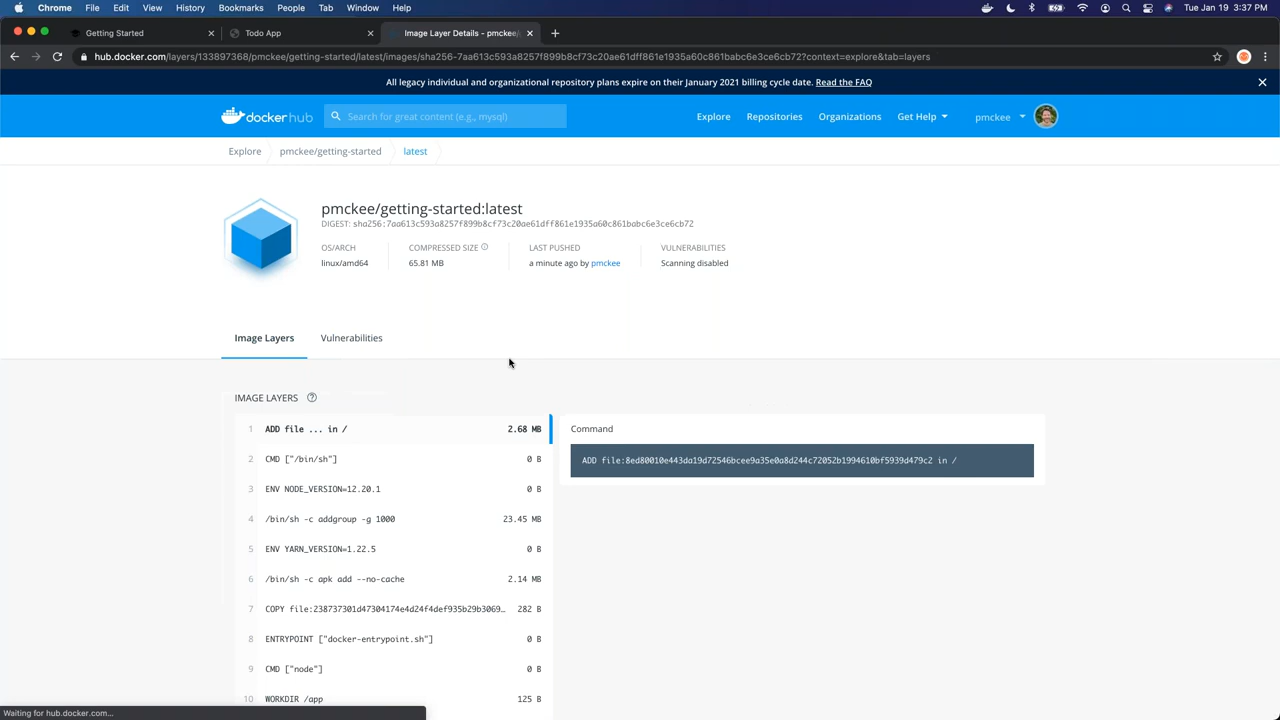 Chrome File Edit View History Bookmarks People Tab Window Help Tue Jan 19 3:37 PM
Getting Started Todo App Image Layer Details - pmckee/
hub.docker.com/layers/133897368/pmckee/getting-started/latest/images/sha256-7aa613c593a8257f899b8cf73c20ae61dff861e1935a60c861babc6e3ce6cb72?context=explore&tab=layers
All legacy individual and organizational repository plans expire on their January 2021 billing cycle date. Read the FAQ
dockerhub Search for great content (e.g., mysql) Explore Repositories Organizations Get Help pmckee
Explore pmckee/getting-started latest
pmckee/getting-started:latest
DIGEST: sha256:7aa613c593a8257f899b8cf73c20ae61dff861e1935a60c861babc6e3ce6cb72
OS/ARCH COMPRESSED SIZE LAST PUSHED VULNERABILITIES
linux/amd64 65.81 MB a minute ago by pmckee Scanning disabled
Image Layers Vulnerabilities
IMAGE LAYERS
1 ADD file ... in / 2.68 MB
Command
2 CMD ["/bin/sh"] 0 B
ADD file:8ed80010e443da19d72546bcee9a35e0a8d244c72052b1994610bf5939d479c2 in /
3 ENV NODE_VERSION=12.20.1 0 B
4 /bin/sh -c addgroup -g 1000 23.45 MB
5 ENV YARN_VERSION=1.22.5 0 B
6 /bin/sh -c apk add --no-cache 2.14 MB
7 COPY file:238737301d47304174e4d24f4def935b29b3069… 282 B
8 ENTRYPOINT ["docker-entrypoint.sh"] 0 B
9 CMD ["node"] 0 B
10 WORKDIR /app 125 B
Waiting for hub.docker.com...